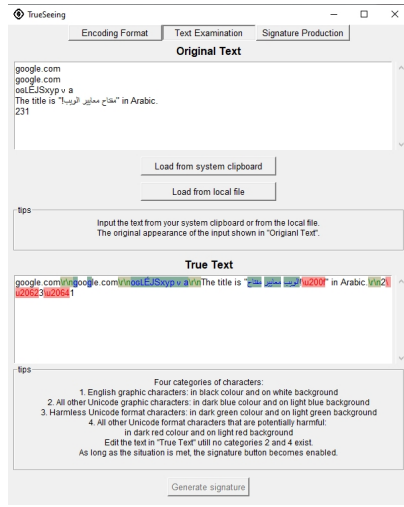 TrueSeeing
Encoding Format
Text Examination
Signature Production
Original Text
google.com
google.com
ooLEJSxyp v a
The title is "مفتاح معايير الويب!" in Arabic.
231
Load from system clipboard
Load from local file
tips
Input the text from your system clipboard or from the local file.
The original appearance of the input shown in "Origianl Text".
True Text
google.com\r\ngoogle.com\r\nooLEJSxyp v a\r\nThe title is "الويب معايير مفتاح!\u200f" in Arabic.\r\n2\
u20623\u20641
tips
Four categories of characters:
1. English graphic characters: in black colour and on white background
2. All other Unicode graphic characters: in dark blue colour and on light blue background
3. Harmless Unicode format characters: in dark green colour and on light green background
4. All other Unicode format characters that are potentially harmful:
in dark red colour and on light red background
Edit the text in "True Text" utill no categories 2 and 4 exist.
As long as the situation is met, the signature button becomes enabled.
Generate signature